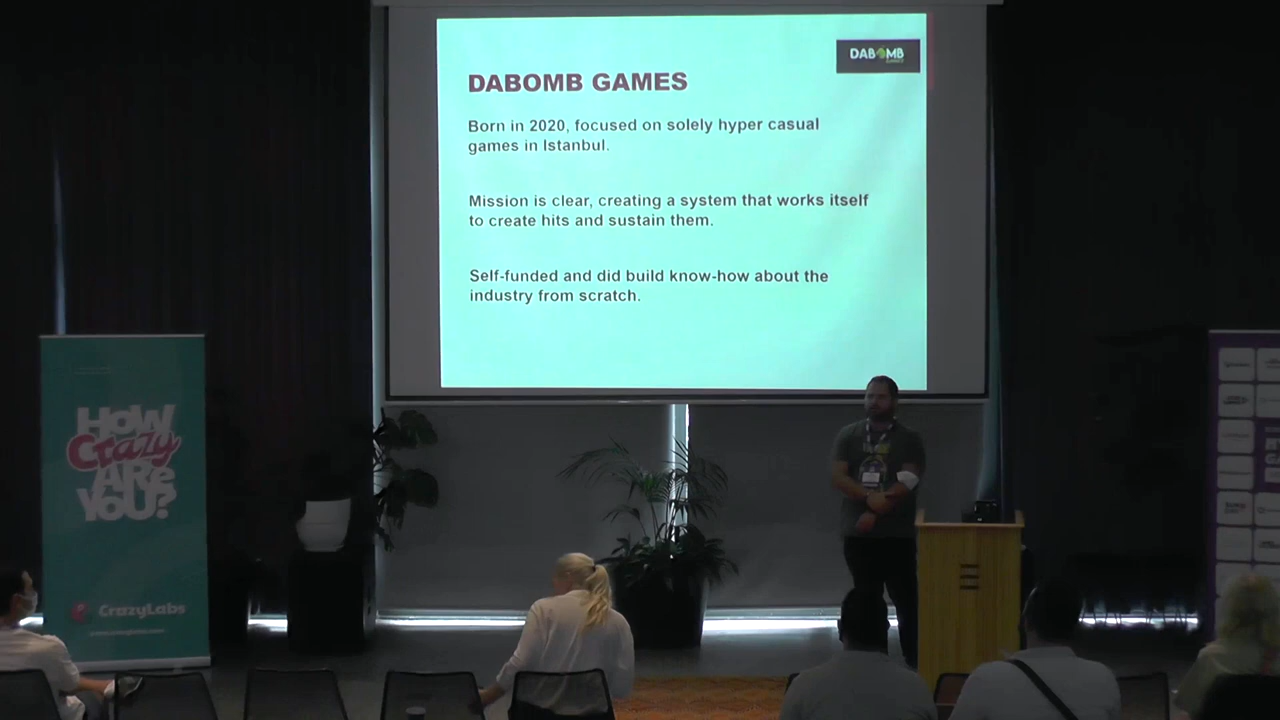 DABOMB
DABOMB GAMES
Born in 2020, focused on solely hyper casual
games in Istanbul.
Mission is clear, creating a system that works itself
to create hits and sustain them.
Self-funded and did build know-how about the
industry from scratch.
HOW
Crazy
ARE
YOU?
CrazyLabs